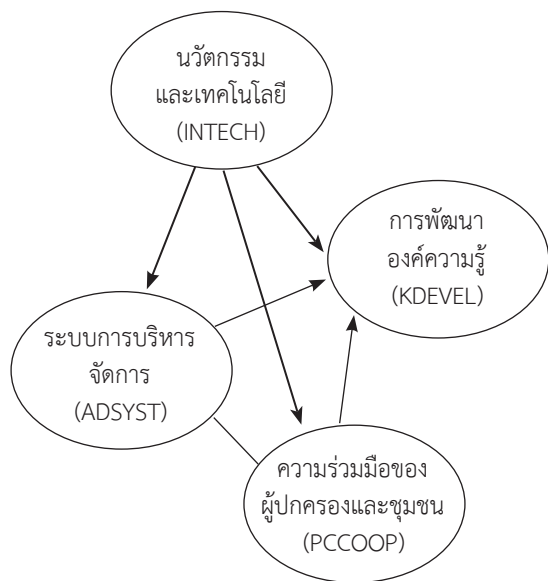 นวัตกรรม
และเทคโนโลยี
(INTECH)
การพัฒนา
องค์ความรู้
(KDEVEL)
ระบบการบริหาร
จัดการ
(ADSYST)
ความร่วมมือของ
ผู้ปกครองและชุมชน
(PCCOOP)